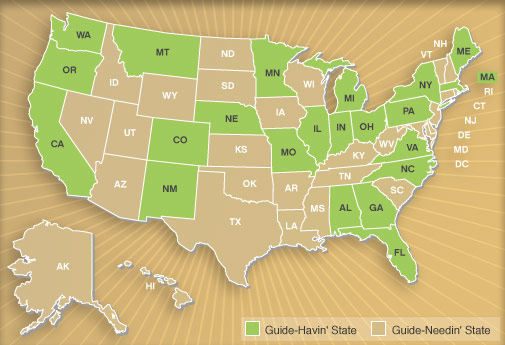 WA
MT
ND
MN
VT
NH
ME
OR
ID
SD
WI
MI
NY
MA
RI
CT
NJ
DE
MD
DC
WY
NE
IA
IL
IN
OH
PA
NV
UT
CO
KS
MO
KY
WV
VA
CA
AZ
NM
OK
AR
TN
NC
SC
TX
LA
MS
AL
GA
FL
AK
HI
Guide-Havin' State
Guide-Needin' State